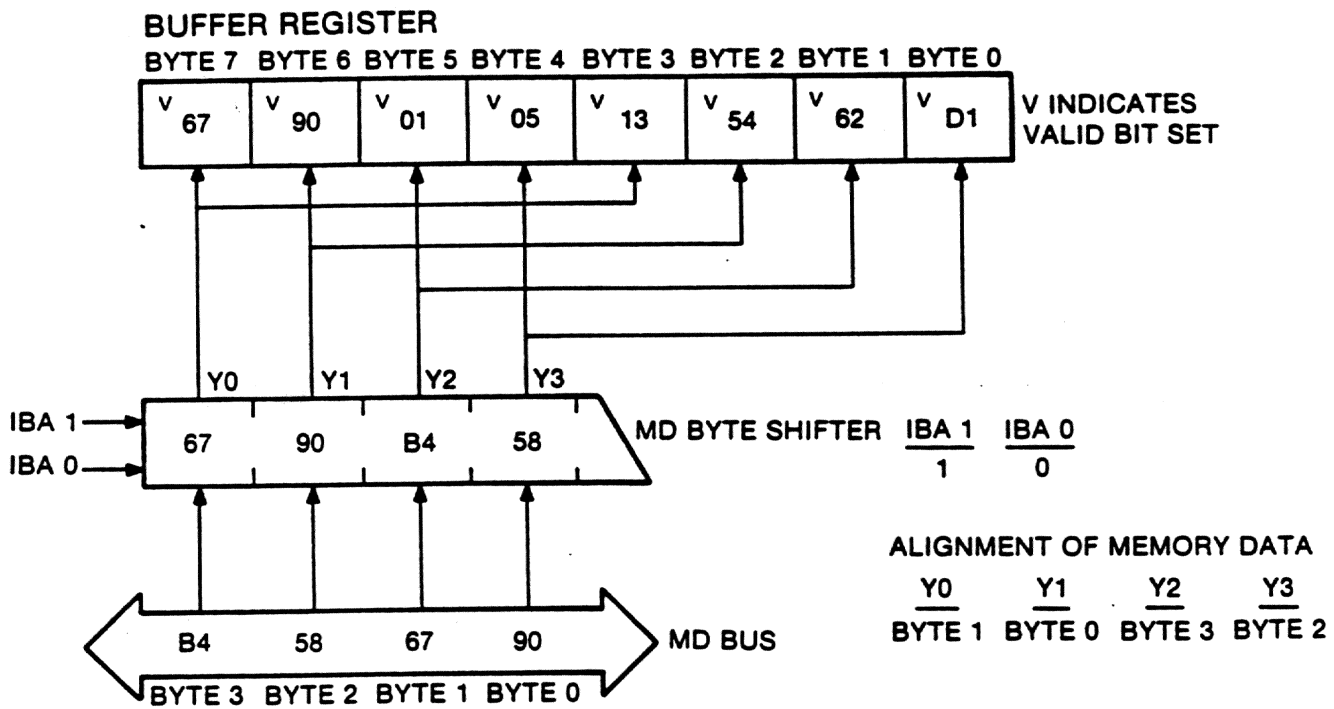 BUFFER REGISTER
BYTE 7 BYTE 6 BYTE 5 BYTE 4 BYTE 3 BYTE 2 BYTE 1 BYTE 0
V 67 V 90 V 01 V 05 V 13 V 54 V 62 V D1
V INDICATES
VALID BIT SET
Y0 Y1 Y2 Y3
IBA 1
IBA 0
67 90 B4 58
MD BYTE SHIFTER
IBA 1 IBA 0
1 0
ALIGNMENT OF MEMORY DATA
Y0 Y1 Y2 Y3
BYTE 1 BYTE 0 BYTE 3 BYTE 2
B4 58 67 90
MD BUS
BYTE 3 BYTE 2 BYTE 1 BYTE 0